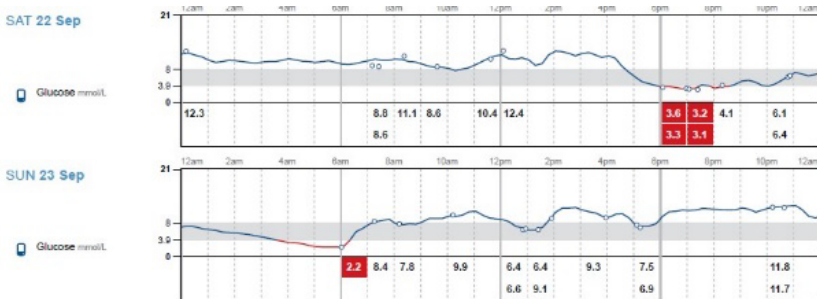 21 12am 2am 4am 6am 8am 10am 12pm 2pm 4pm 6pm 8pm 10pm 12am
SAT 22 Sep
8
3.9
Glucose mmol/L
0
12.3 8.8 11.1 8.6 10.4 12.4 3.6 3.2 4.1 6.1
8.6 3.3 3.1 6.4
12am 2am 4am 6am 8am 10am 12pm 2pm 4pm 6pm 8pm 10pm 12am
21
SUN 23 Sep
8
3.9
Glucose mmol/L
0
2.2 8.4 7.8 9.9 6.4 6.4 9.3 7.5 11.8
6.6 9.1 6.9 11.7